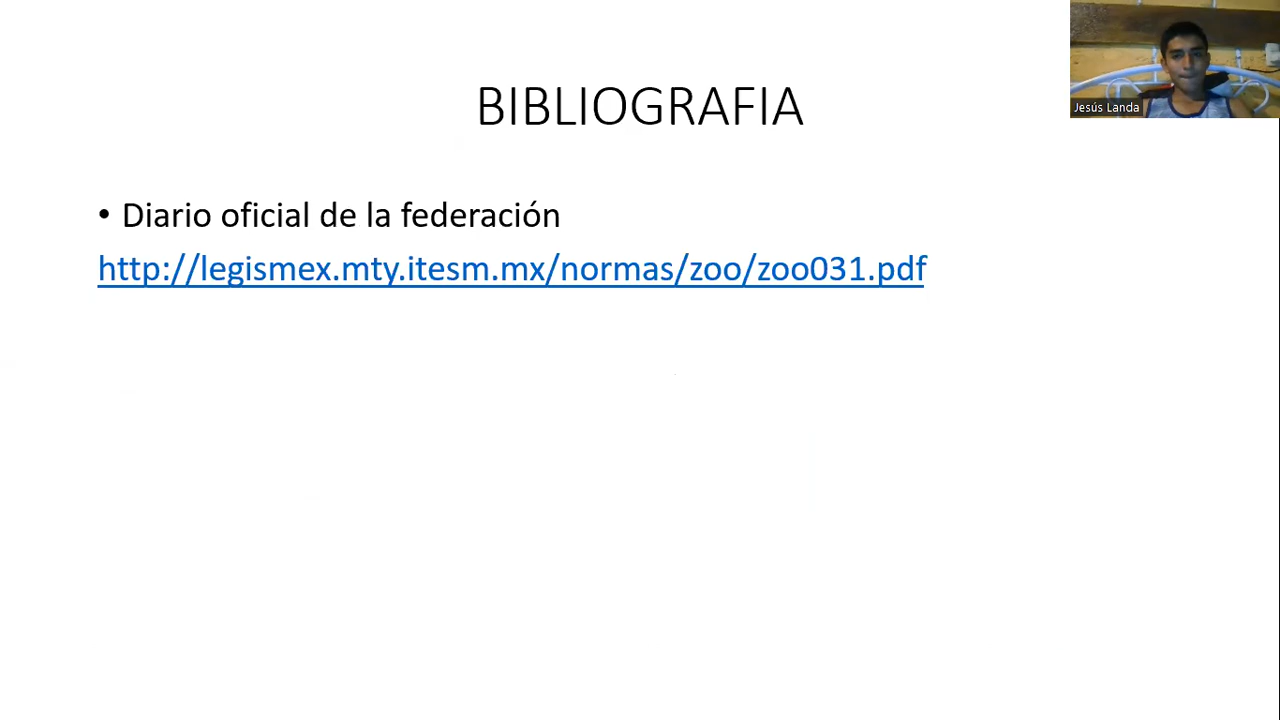 BIBLIOGRAFIA
• Diario oficial de la federación
http://legismex.mty.itesm.mx/normas/zoo/zoo031.pdf
Jesús Landa